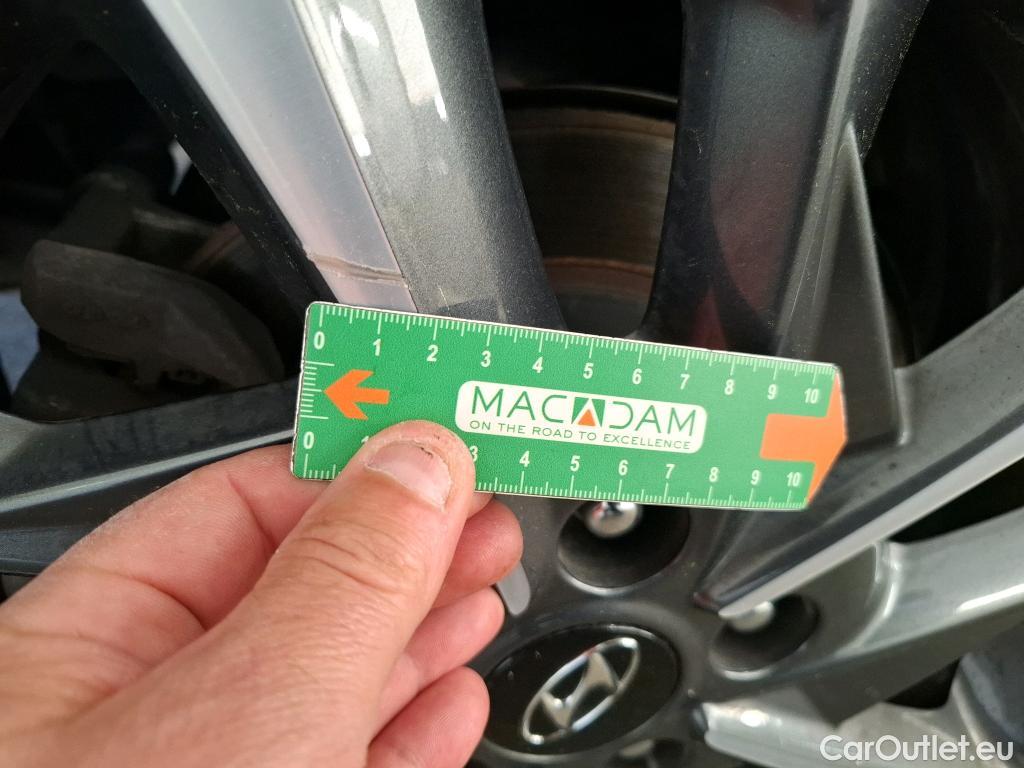 0 1 2 3 4 5 6 7 8 9 10
MACADAM
ON THE ROAD TO EXCELLENCE
0 1 3 4 5 6 7 8 9 10
CarOutlet.eu